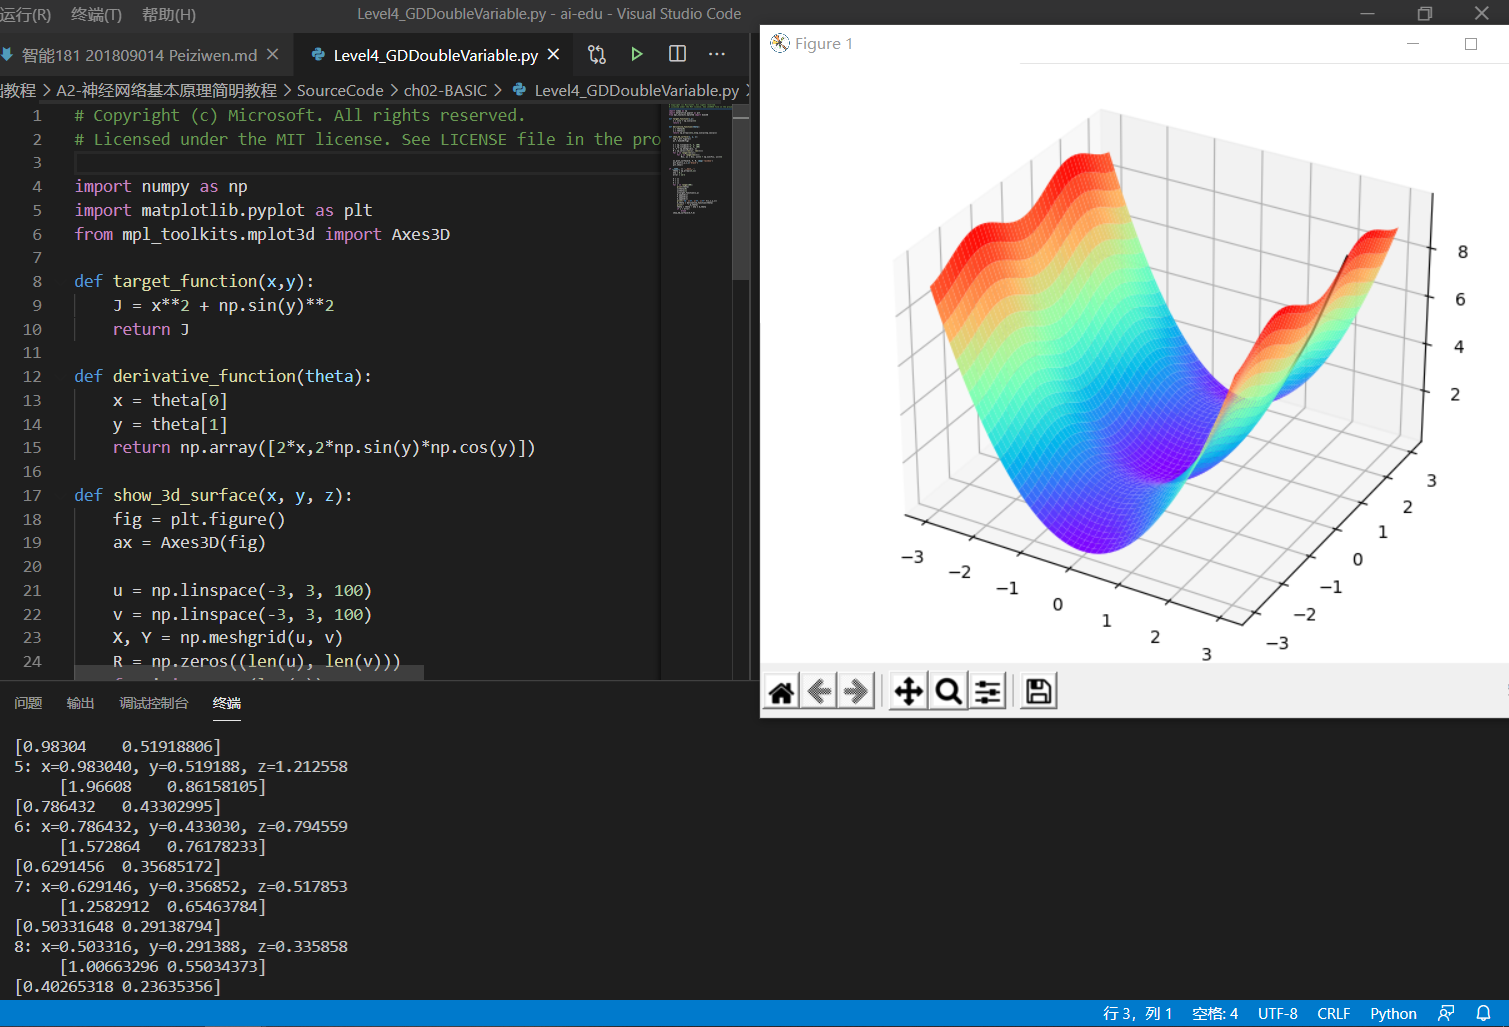 运行(R) 终端(T) 帮助(H) Level4_GDDoubleVariable.py - ai-edu - Visual Studio Code
智能181 201809014 Peiziwen.md Level4_GDDoubleVariable.py
教程 > A2-神经网络基本原理简明教程 > SourceCode > ch02-BASIC > Level4_GDDoubleVariable.py
1 # Copyright (c) Microsoft. All rights reserved.
2 # Licensed under the MIT license. See LICENSE file in the pro
3
4 import numpy as np
5 import matplotlib.pyplot as plt
6 from mpl_toolkits.mplot3d import Axes3D
7
8 def target_function(x,y):
9 J = x**2 + np.sin(y)**2
10 return J
11
12 def derivative_function(theta):
13 x = theta[0]
14 y = theta[1]
15 return np.array([2*x,2*np.sin(y)*np.cos(y)])
16
17 def show_3d_surface(x, y, z):
18 fig = plt.figure()
19 ax = Axes3D(fig)
20
21 u = np.linspace(-3, 3, 100)
22 v = np.linspace(-3, 3, 100)
23 X, Y = np.meshgrid(u, v)
24 R = np.zeros((len(u), len(v)))
问题 输出 调试控制台 终端
[0.98304 0.51918806]
5: x=0.983040, y=0.519188, z=1.212558
[1.96608 0.86158105]
[0.786432 0.43302995]
6: x=0.786432, y=0.433030, z=0.794559
[1.572864 0.76178233]
[0.6291456 0.35685172]
7: x=0.629146, y=0.356852, z=0.517853
[1.2582912 0.65463784]
[0.50331648 0.29138794]
8: x=0.503316, y=0.291388, z=0.335858
[1.00663296 0.55034373]
[0.40265318 0.23635356]
Figure 1
8
6
4
2
−3 −2 −1 0 1 2 3
−3 −2 −1 0 1 2 3
行 3，列 1 空格: 4 UTF-8 CRLF Python